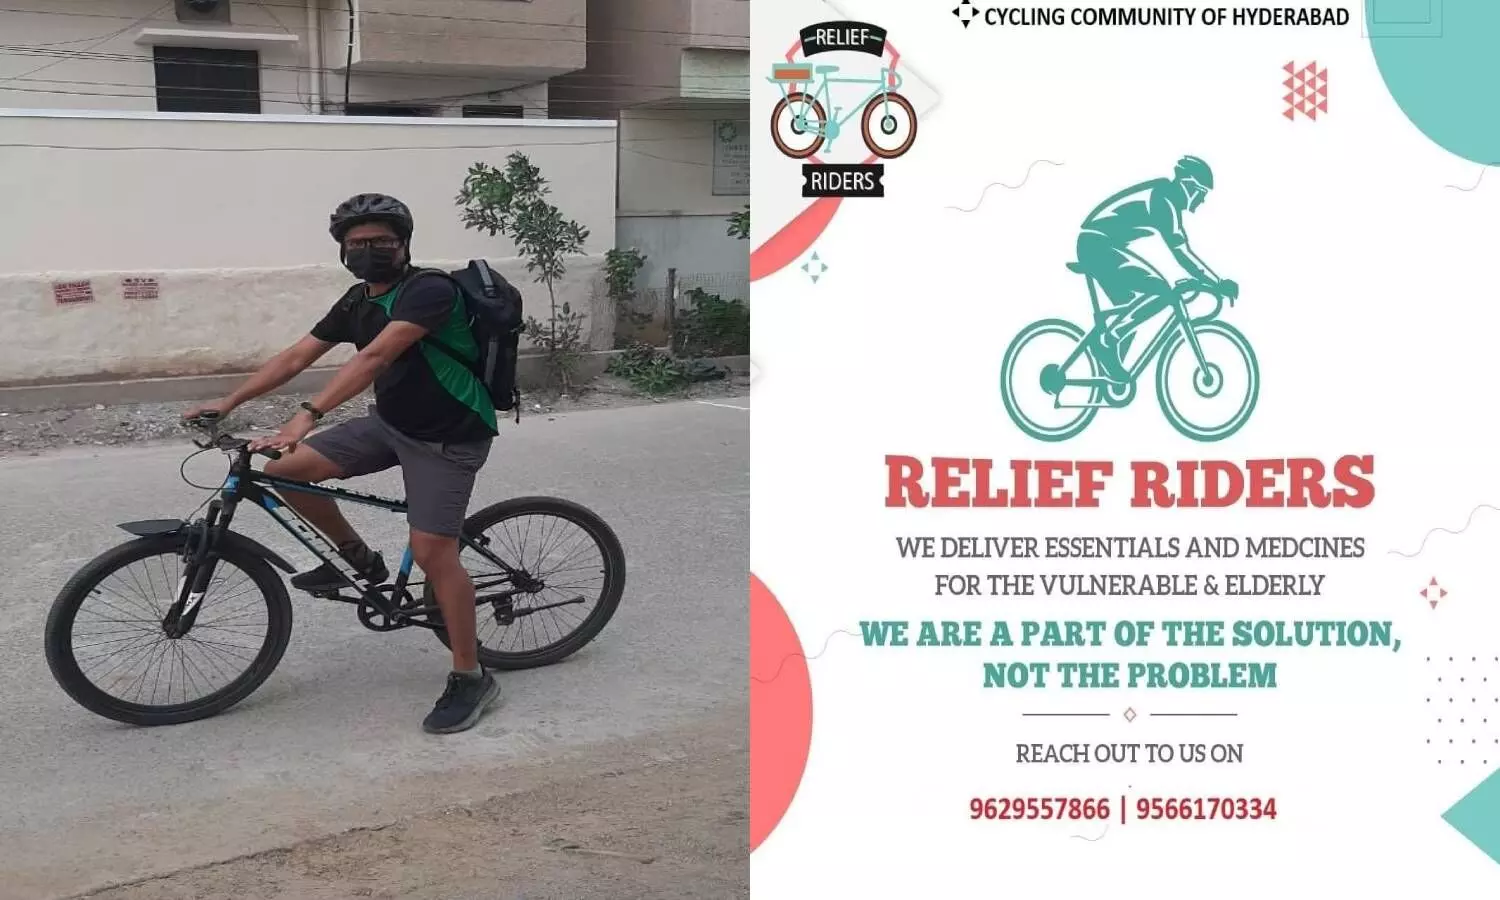 CYCLING COMMUNITY OF HYDERABAD
RELIEF
RIDERS
RELIEF RIDERS
WE DELIVER ESSENTIALS AND MEDCINES
FOR THE VULNERABLE & ELDERLY
WE ARE A PART OF THE SOLUTION,
NOT THE PROBLEM
REACH OUT TO US ON
9629557866 | 9566170334